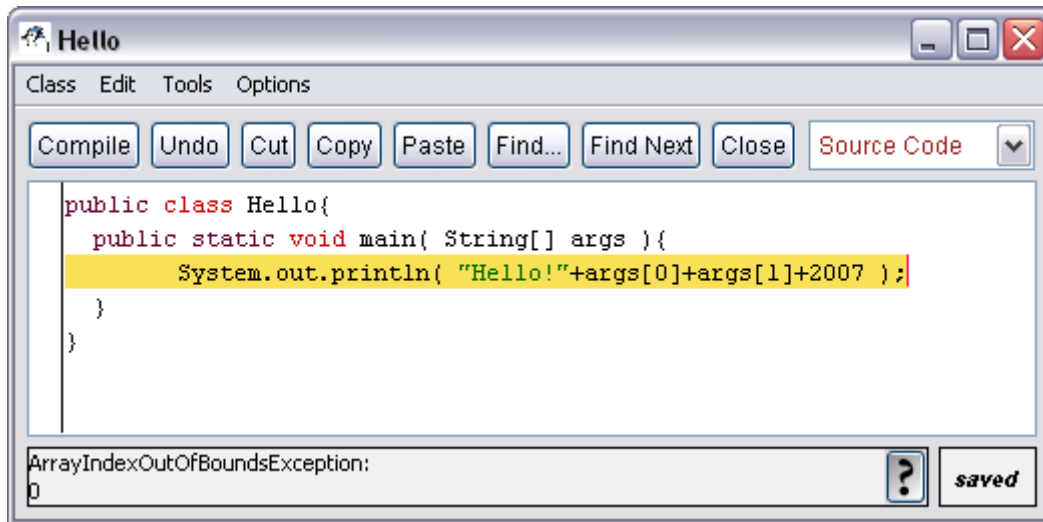 Hello
Class Edit Tools Options
Compile Undo Cut Copy Paste Find... Find Next Close Source Code
public class Hello{
public static void main( String[] args ){
System.out.println( "Hello!"+args[0]+args[1]+2007 );
}
}
ArrayIndexOutOfBoundsException:
0
? saved